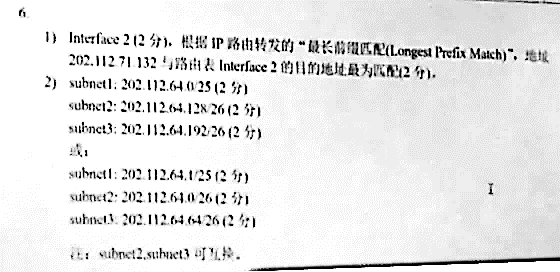 6.
1) Interface 2 (2 分)，根据 IP 路由转发的“最长前缀匹配(Longest Prefix Match)”，地址
202.112.71.132 与路由表 Interface 2 的目的地址最为匹配(2 分)。
2) subnet1: 202.112.64.0/25 (2 分)
subnet2: 202.112.64.128/26 (2 分)
subnet3: 202.112.64.192/26 (2 分)
或：
subnet1: 202.112.64.1/25 (2 分)
subnet2: 202.112.64.0/26 (2 分)
subnet3: 202.112.64.64/26 (2 分)
注：subnet2,subnet3 可互换。